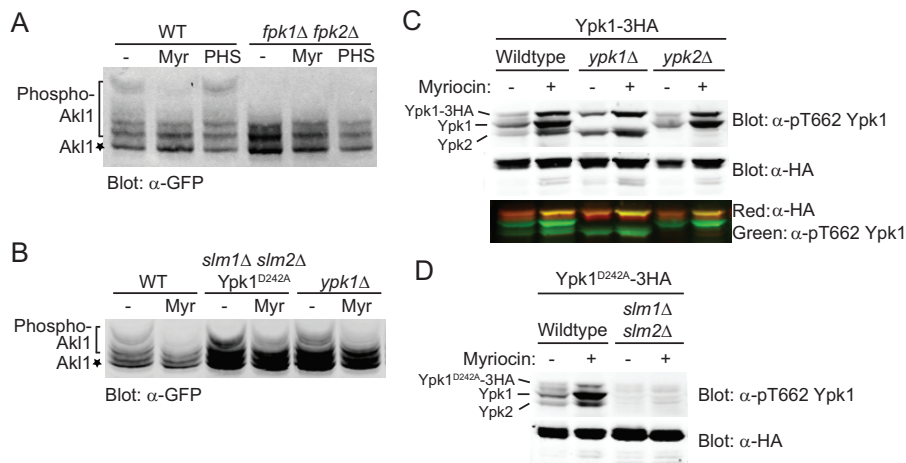 A
WT fpk1Δ fpk2Δ
- Myr PHS - Myr PHS
Phospho-
Akl1
Akl1★
Blot: α-GFP
B
slm1Δ slm2Δ
WT Ypk1D242A ypk1Δ
- Myr - Myr - Myr
Phospho-
Akl1
Akl1★
Blot: α-GFP
C
Ypk1-3HA
Wildtype ypk1Δ ypk2Δ
Myriocin: - + - + - +
Ypk1-3HA
Ypk1
Ypk2
Blot: α-pT662 Ypk1
Blot: α-HA
Red: α-HA
Green: α-pT662 Ypk1
D
Ypk1D242A-3HA
slm1Δ
Wildtype slm2Δ
Myriocin: - + - +
Ypk1D242A-3HA
Ypk1
Ypk2
Blot: α-pT662 Ypk1
Blot: α-HA